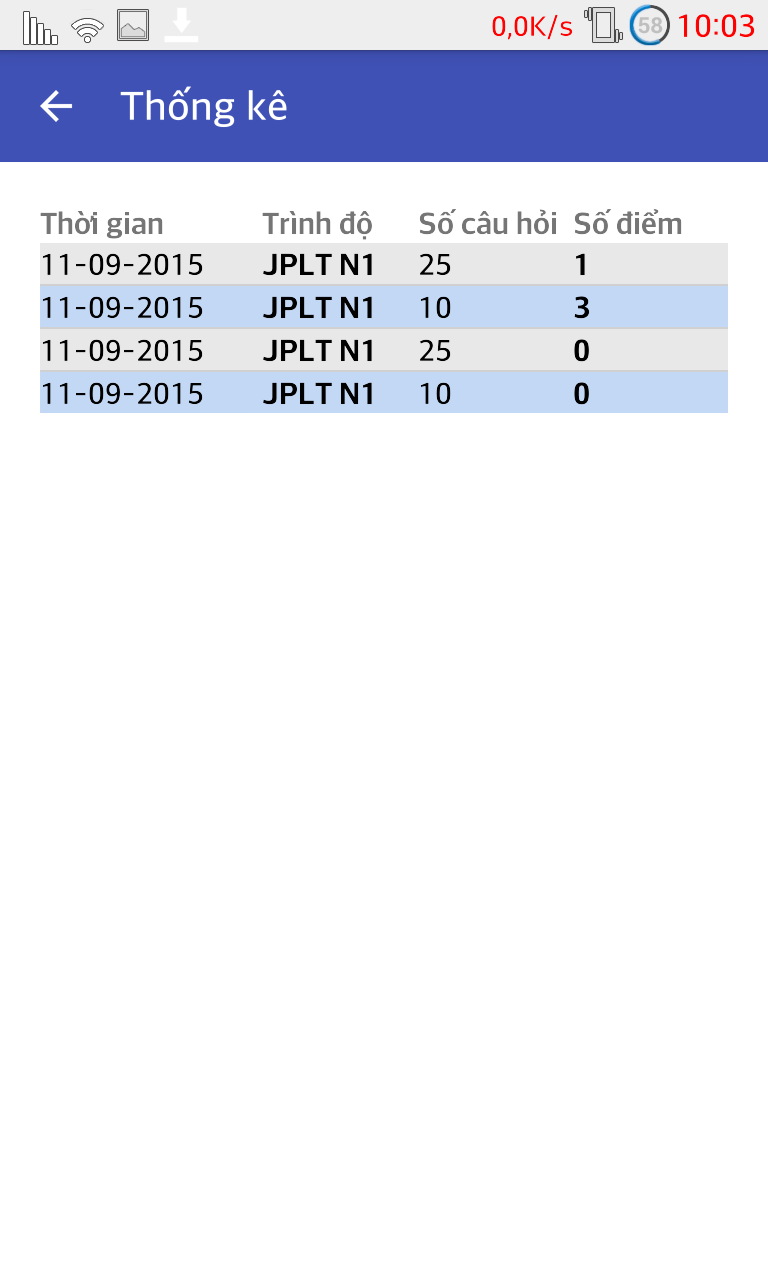 0,0K/s 58 10:03
Thống kê
Thời gian Trình độ Số câu hỏi Số điểm
11-09-2015 JPLT N1 25 1
11-09-2015 JPLT N1 10 3
11-09-2015 JPLT N1 25 0
11-09-2015 JPLT N1 10 0